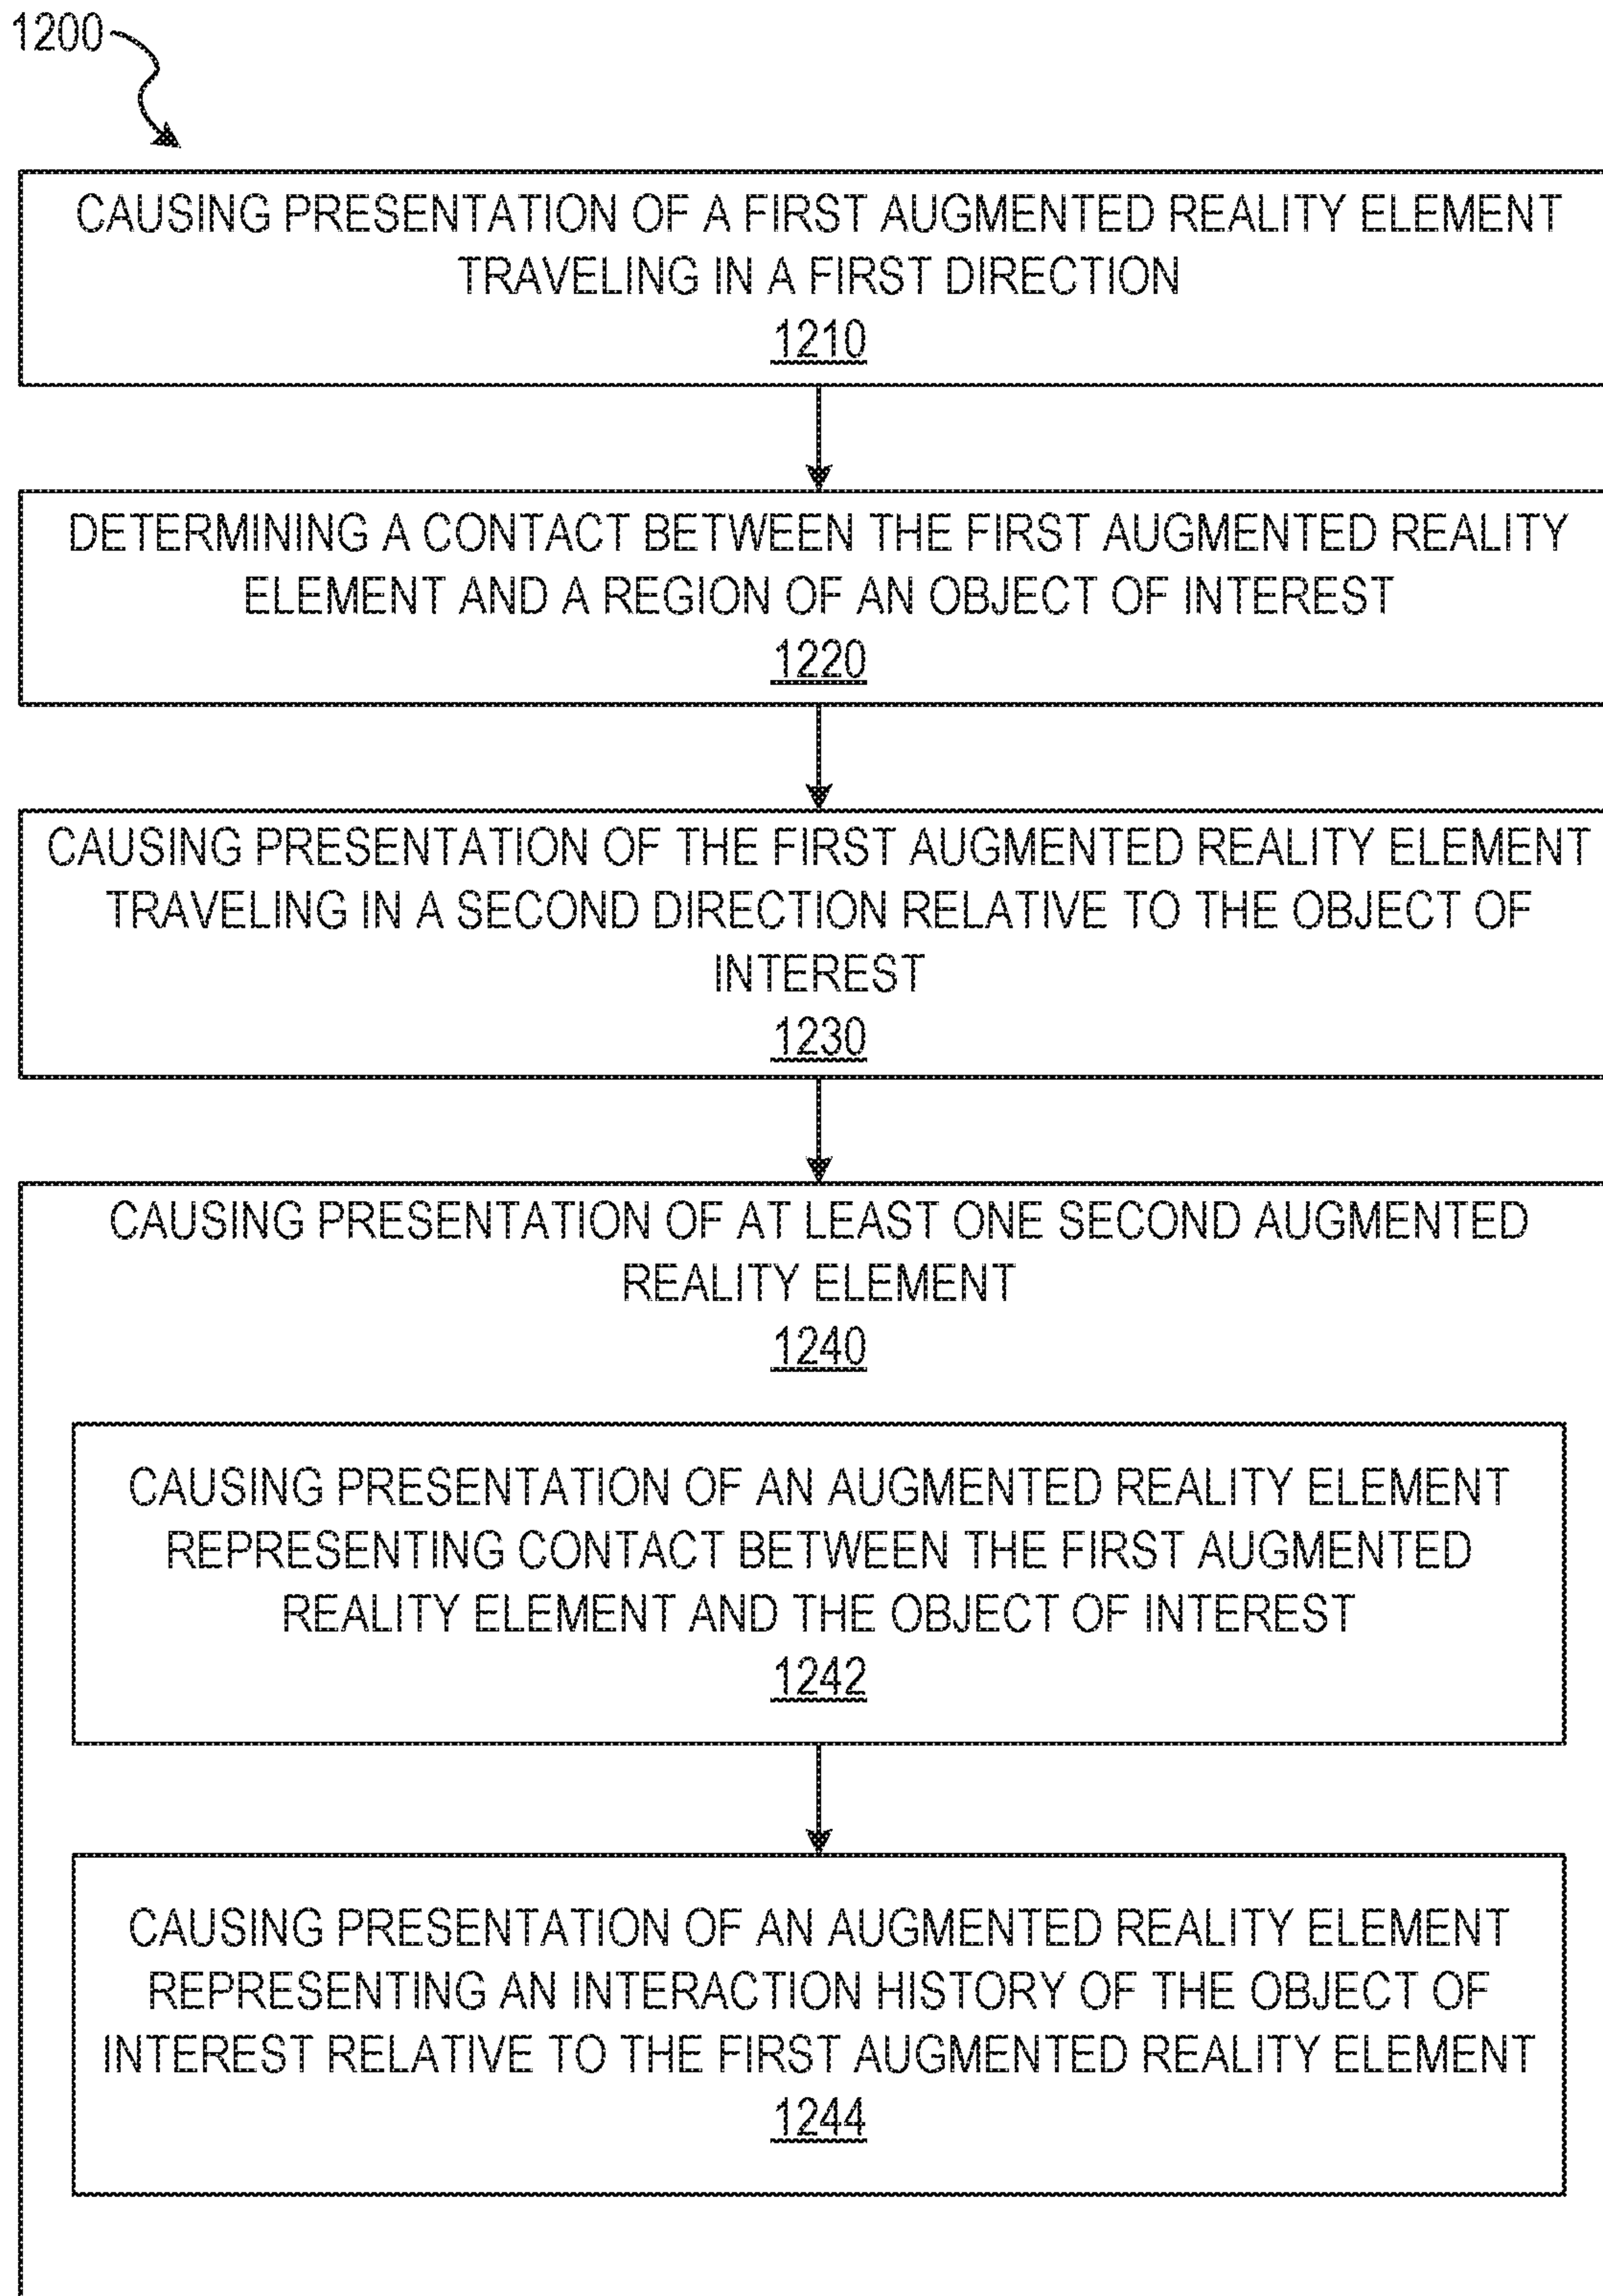 1200
CAUSING PRESENTATION OF A FIRST AUGMENTED REALITY ELEMENT
TRAVELING IN A FIRST DIRECTION
1210
DETERMINING A CONTACT BETWEEN THE FIRST AUGMENTED REALITY
ELEMENT AND A REGION OF AN OBJECT OF INTEREST
1220
CAUSING PRESENTATION OF THE FIRST AUGMENTED REALITY ELEMENT
TRAVELING IN A SECOND DIRECTION RELATIVE TO THE OBJECT OF
INTEREST
1230
CAUSING PRESENTATION OF AT LEAST ONE SECOND AUGMENTED
REALITY ELEMENT
1240
CAUSING PRESENTATION OF AN AUGMENTED REALITY ELEMENT
REPRESENTING CONTACT BETWEEN THE FIRST AUGMENTED
REALITY ELEMENT AND THE OBJECT OF INTEREST
1242
CAUSING PRESENTATION OF AN AUGMENTED REALITY ELEMENT
REPRESENTING AN INTERACTION HISTORY OF THE OBJECT OF
INTEREST RELATIVE TO THE FIRST AUGMENTED REALITY ELEMENT
1244